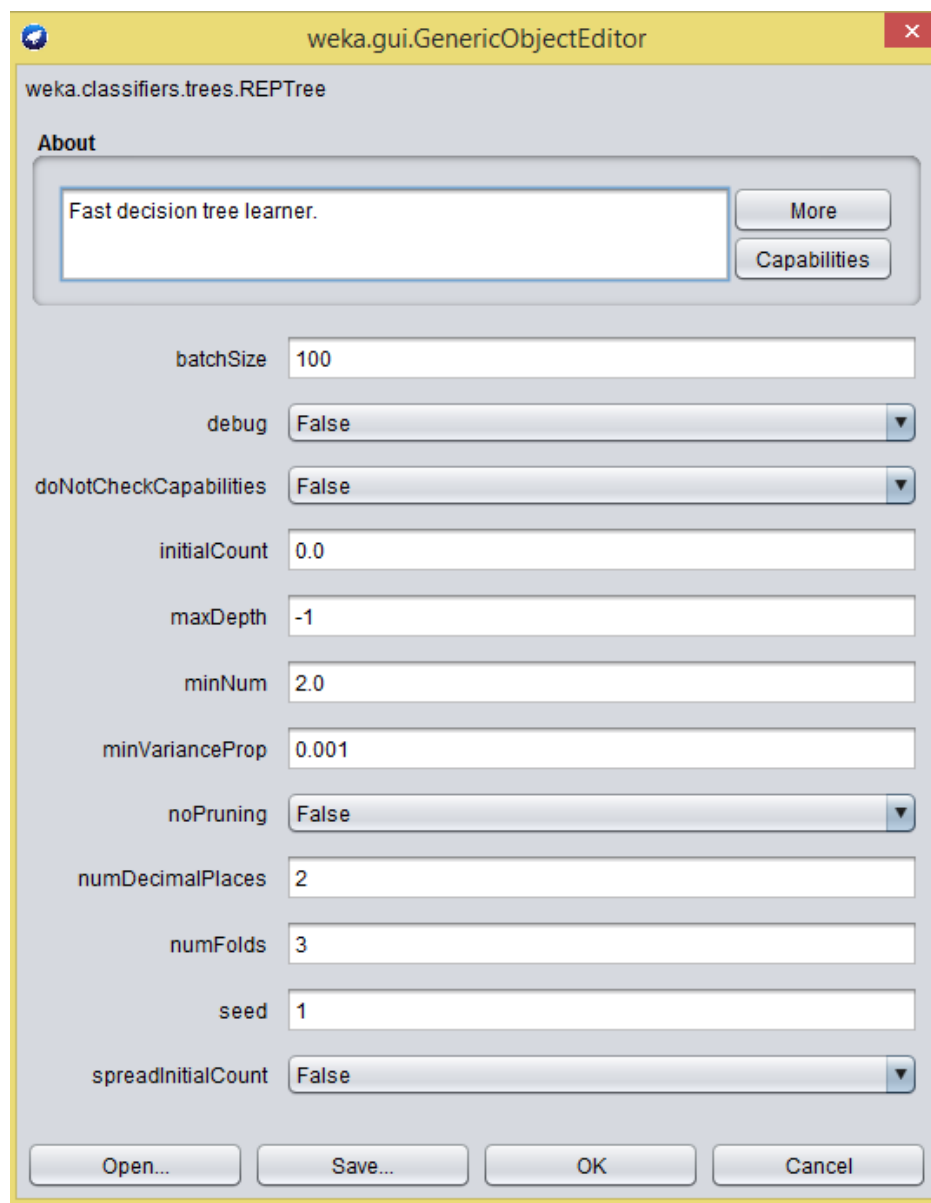 weka.gui.GenericObjectEditor
weka.classifiers.trees.REPTree
About
Fast decision tree learner.
More
Capabilities
batchSize 100
debug False
doNotCheckCapabilities False
initialCount 0.0
maxDepth -1
minNum 2.0
minVarianceProp 0.001
noPruning False
numDecimalPlaces 2
numFolds 3
seed 1
spreadInitialCount False
Open... Save... OK Cancel